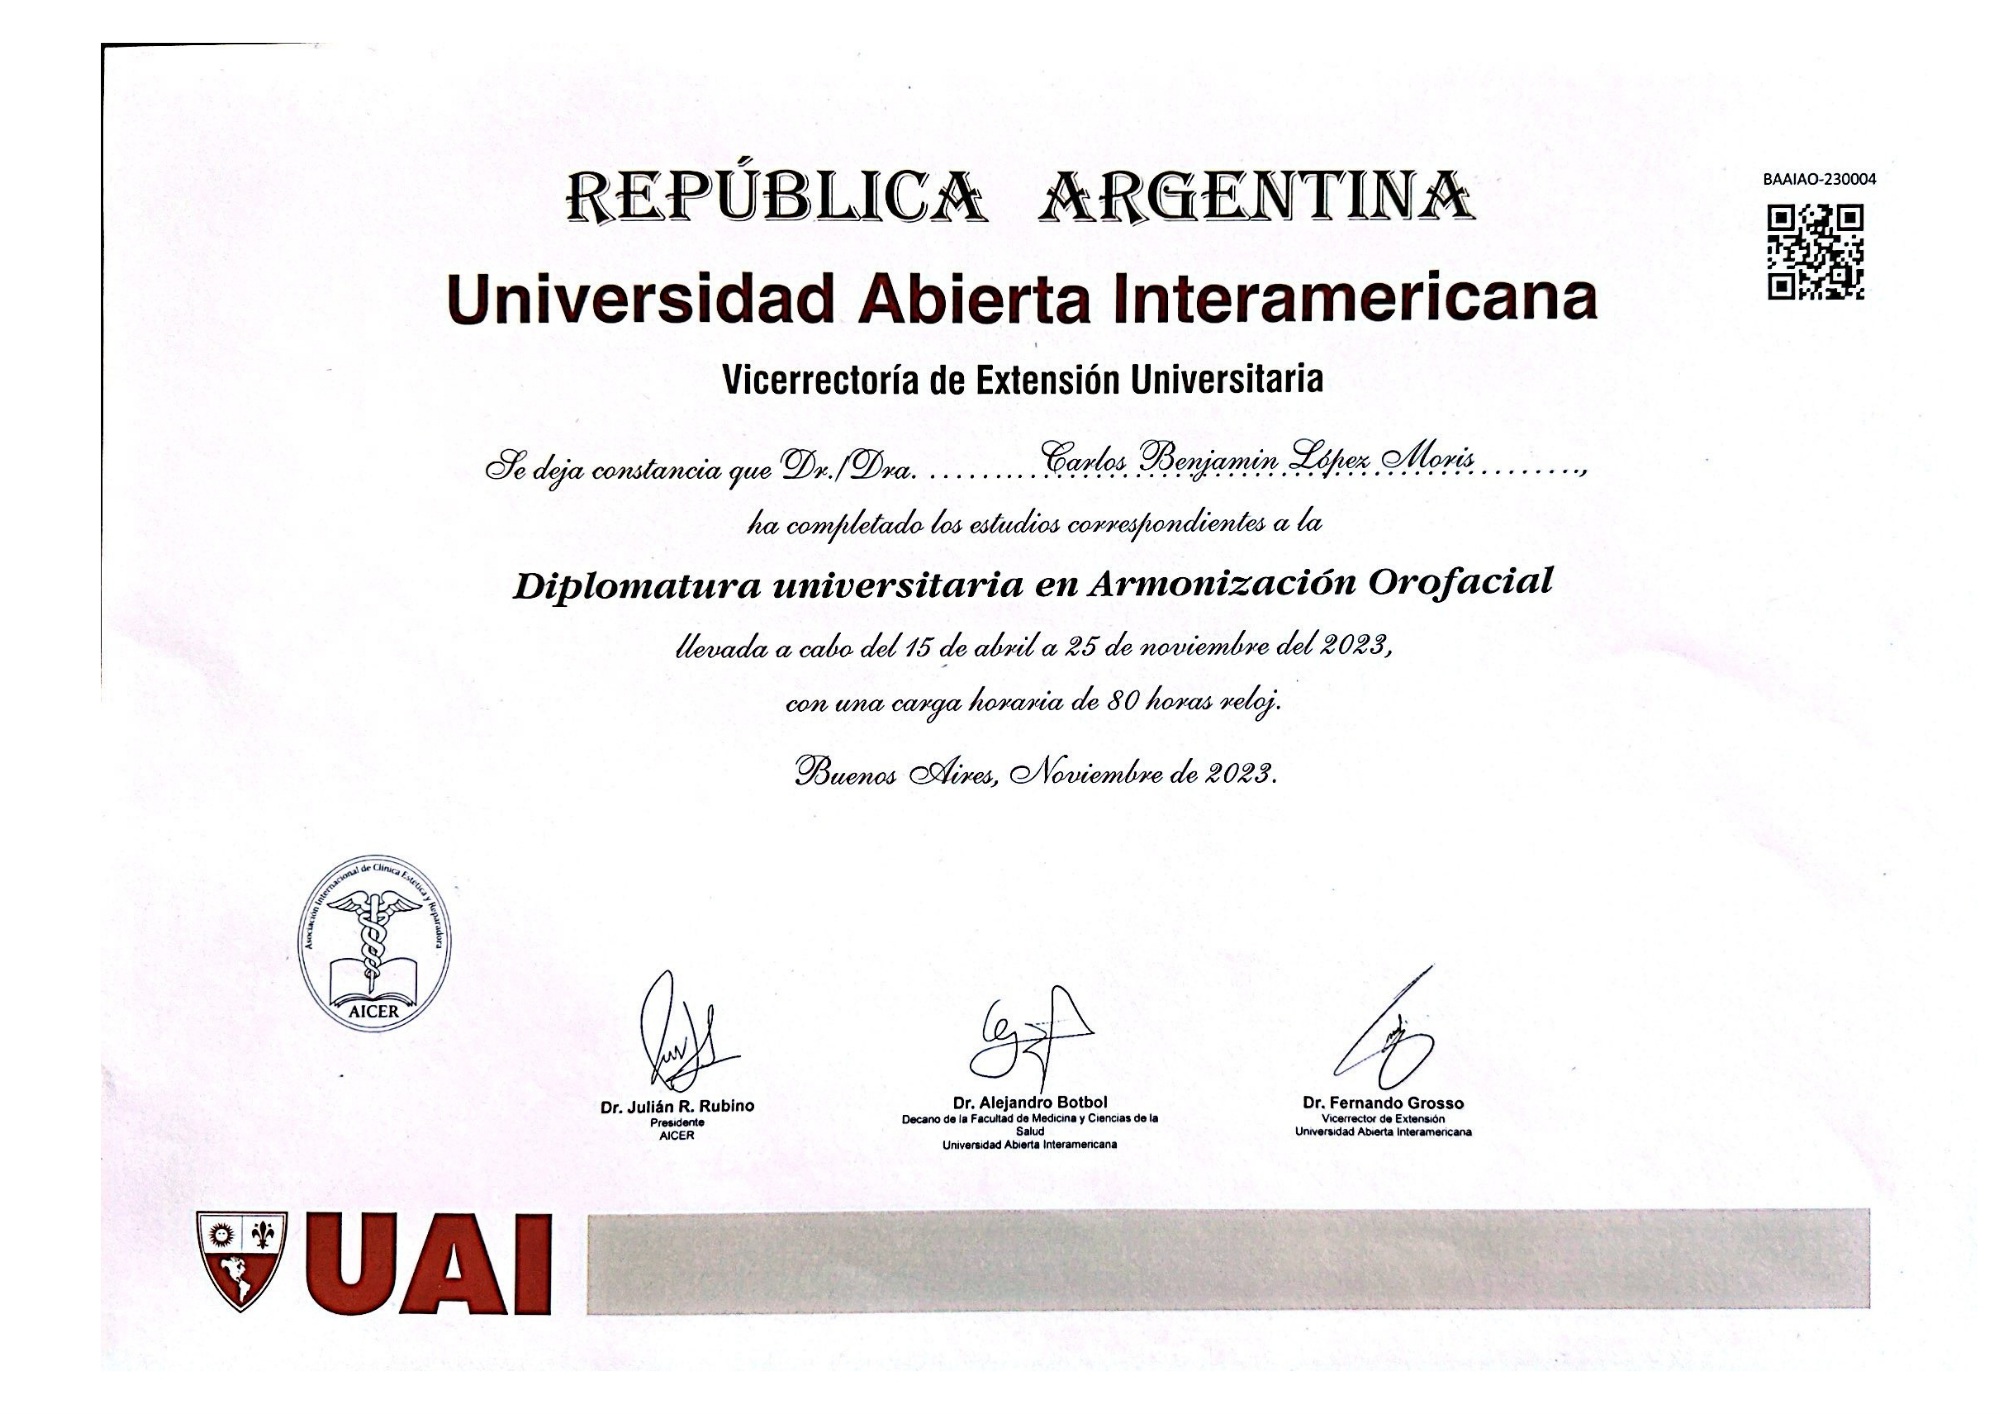 REPÚBLICA ARGENTINA
BAAIAO-230004
Universidad Abierta Interamericana
Vicerrectoría de Extensión Universitaria
Se deja constancia que Dr./Dra. ......... Carlos Benjamin López Moris .........,
ha completado los estudios correspondientes a la
Diplomatura universitaria en Armonización Orofacial
llevada a cabo del 15 de abril a 25 de noviembre del 2023,
con una carga horaria de 80 horas reloj.
Buenos Aires, Noviembre de 2023.
Asociación Internacional de Clínica Estética y Reparadora
AICER
Dr. Julián R. Rubino
Presidente
AICER
Dr. Alejandro Botbol
Decano de la Facultad de Medicina y Ciencias de la
Salud
Universidad Abierta Interamericana
Dr. Fernando Grosso
Vicerrector de Extensión
Universidad Abierta Interamericana
UAI